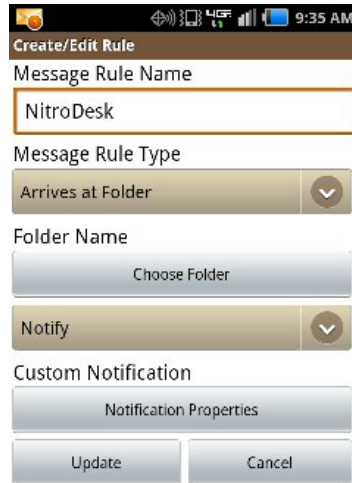 4G 9:35 AM
Create/Edit Rule
Message Rule Name
NitroDesk
Message Rule Type
Arrives at Folder
Folder Name
Choose Folder
Notify
Custom Notification
Notification Properties
Update Cancel